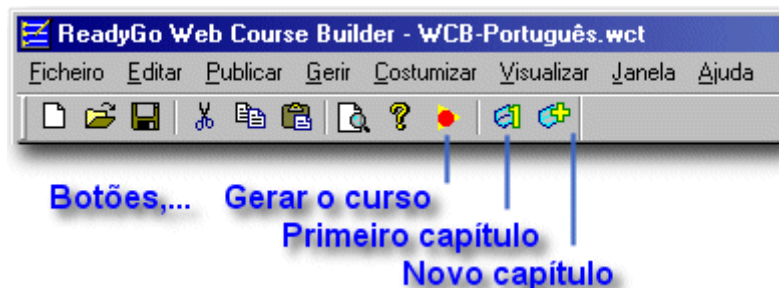 ReadyGo Web Course Builder - WCB-Português.wct
Ficheiro Editar Publicar Gerir Costumizar Visualizar Janela Ajuda
Botões,... Gerar o curso
Primeiro capítulo
Novo capítulo